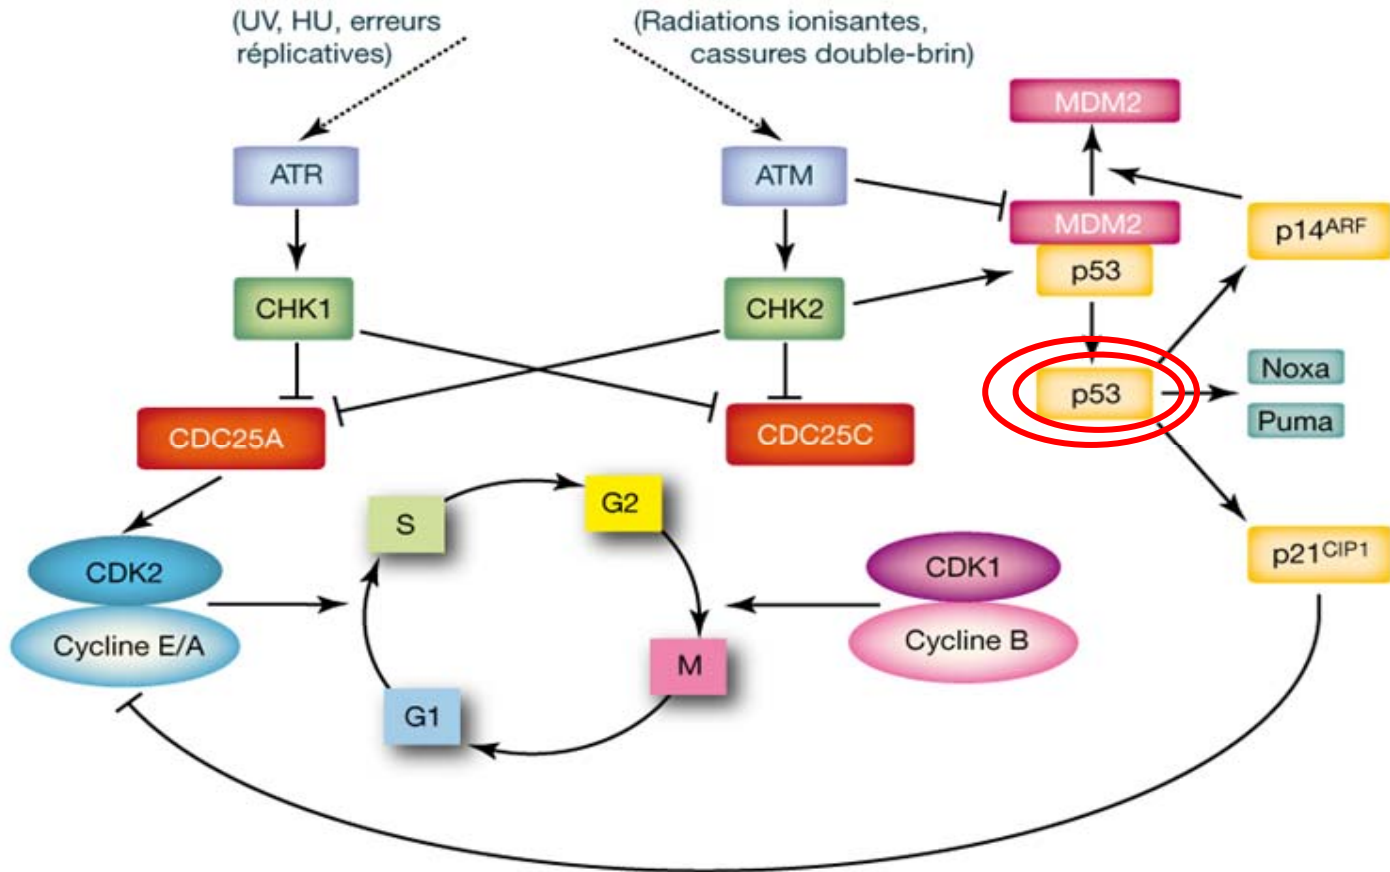 (UV, HU, erreurs
réplicatives)
(Radiations ionisantes,
cassures double-brin)
MDM2
ATR
ATM
MDM2
p14ARF
p53
CHK1
CHK2
Noxa
p53
Puma
CDC25A
CDC25C
S
G2
p21CIP1
CDK2
CDK1
Cycline E/A
Cycline B
M
G1